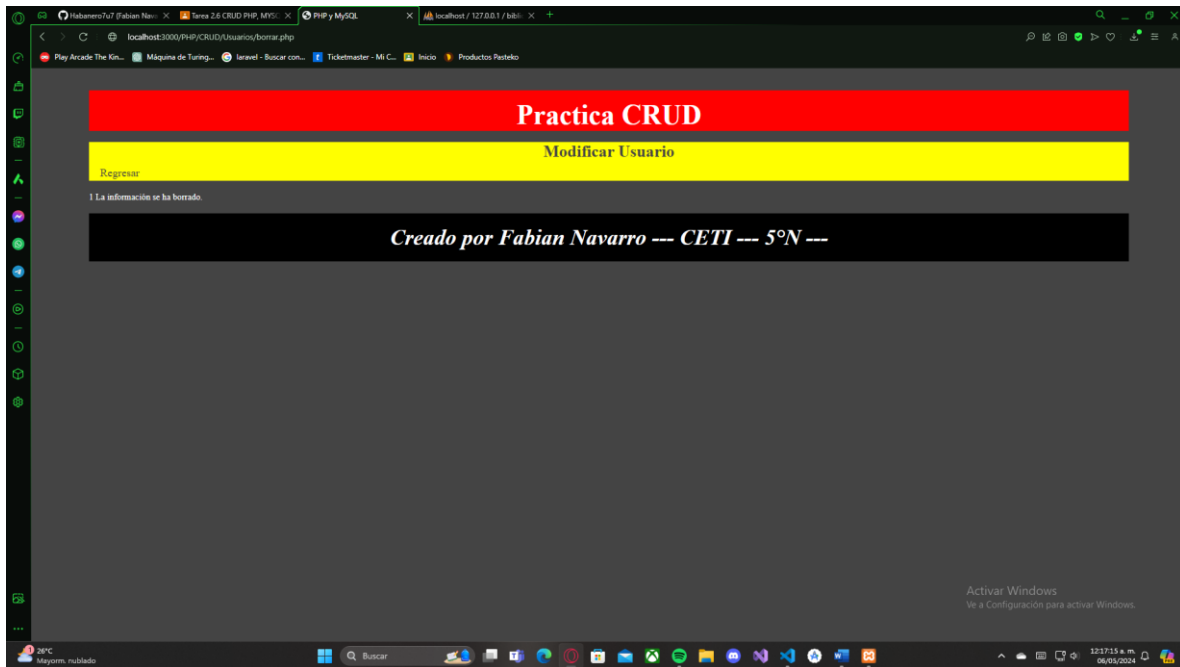 Habanero7u7 (Fabian Nav
Tarea 2.6 CRUD PHP, MYS
PHP y MySQL
localhost / 127.0.0.1 / bibli
localhost:3000/PHP/CRUD/Usuarios/borrar.php
Play Arcade The Kin...
Máquina de Turing...
laravel - Buscar con...
Ticketmaster - Mi C...
Inicio
Productos Pasteko
Practica CRUD
Modificar Usuario
Regresar
1 La información se ha borrado.
Creado por Fabian Navarro --- CETI --- 5°N ---
Activar Windows
Ve a Configuración para activar Windows.
26°C
Mayorm. nublado
Buscar
12:17:15 a. m.
06/05/2024